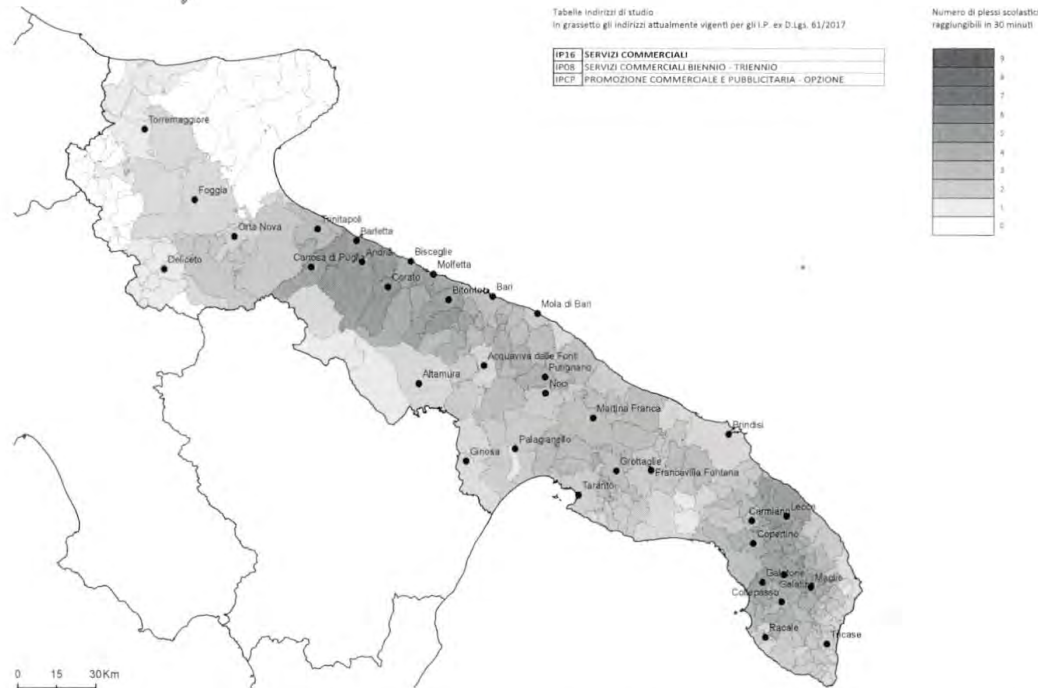 Tabelle indirizzi di studio
In grassetto gli indirizzi attualmente vigenti per gli I.P. ex D.Lgs. 61/2017
IP16 SERVIZI COMMERCIALI
IP08 SERVIZI COMMERCIALI BIENNIO - TRIENNIO
IPCP PROMOZIONE COMMERCIALE E PUBBLICITARIA - OPZIONE
Numero di plessi scolastici
raggiungibili in 30 minuti
9
8
7
6
5
4
3
2
1
0
Torremaggiore
Foggia
Orta Nova
Trinitapoli
Barletta
Deliceto
Canosa di Puglia
Andria
Bisceglie
Molfetta
Corato
Bitonto
Bari
Mola di Bari
Acquaviva delle Fonti
Putignano
Altamura
Noci
Martina Franca
Brindisi
Palagianello
Ginosa
Grottaglie
Francavilla Fontana
Taranto
Carmiano
Lecce
Copertino
Galatone
Galatina
Maglie
Collepasso
Racale
Tricase
0 15 30 Km